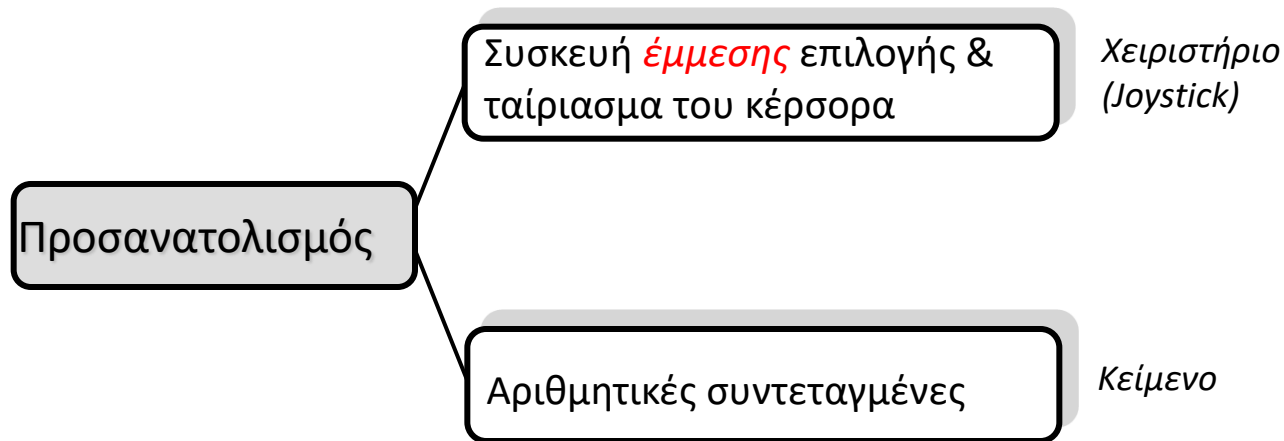 Συσκευή έμμεσης επιλογής &
ταίριασμα του κέρσορα
Χειριστήριο
(Joystick)
Προσανατολισμός
Αριθμητικές συντεταγμένες
Κείμενο